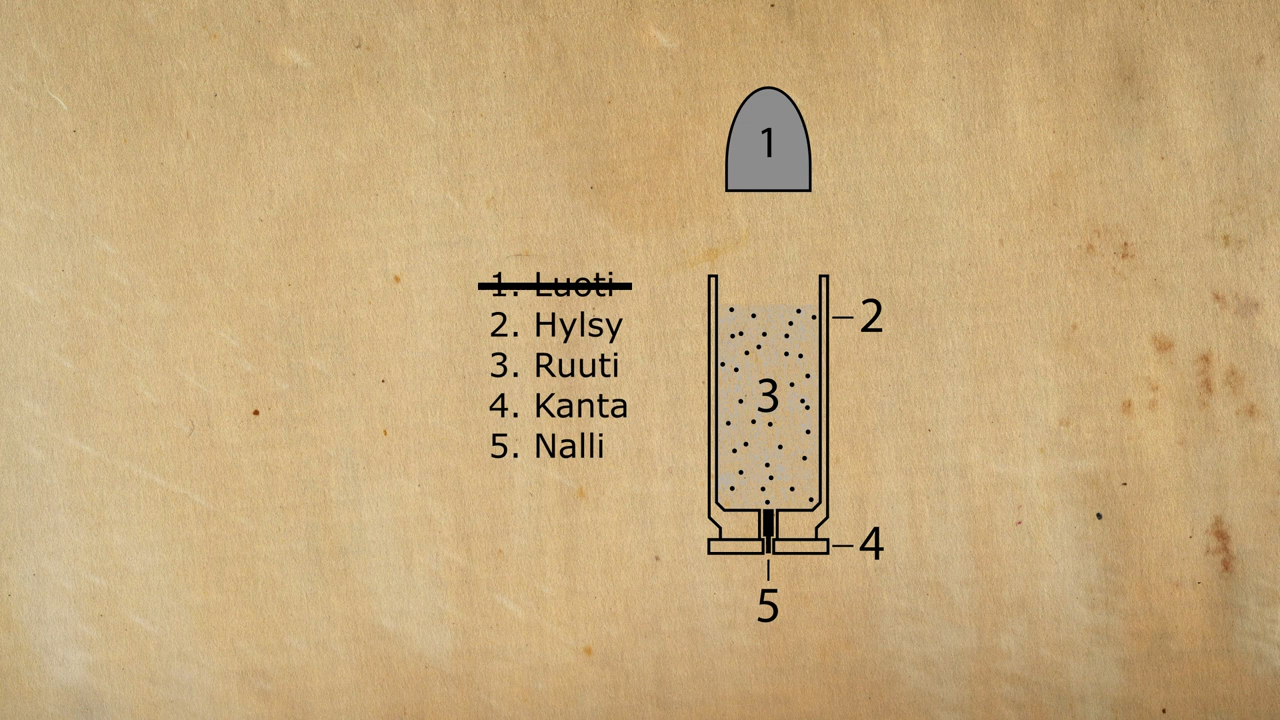 1
1. Luoti
2. Hylsy
3. Ruuti
4. Kanta
5. Nalli
2
3
4
5